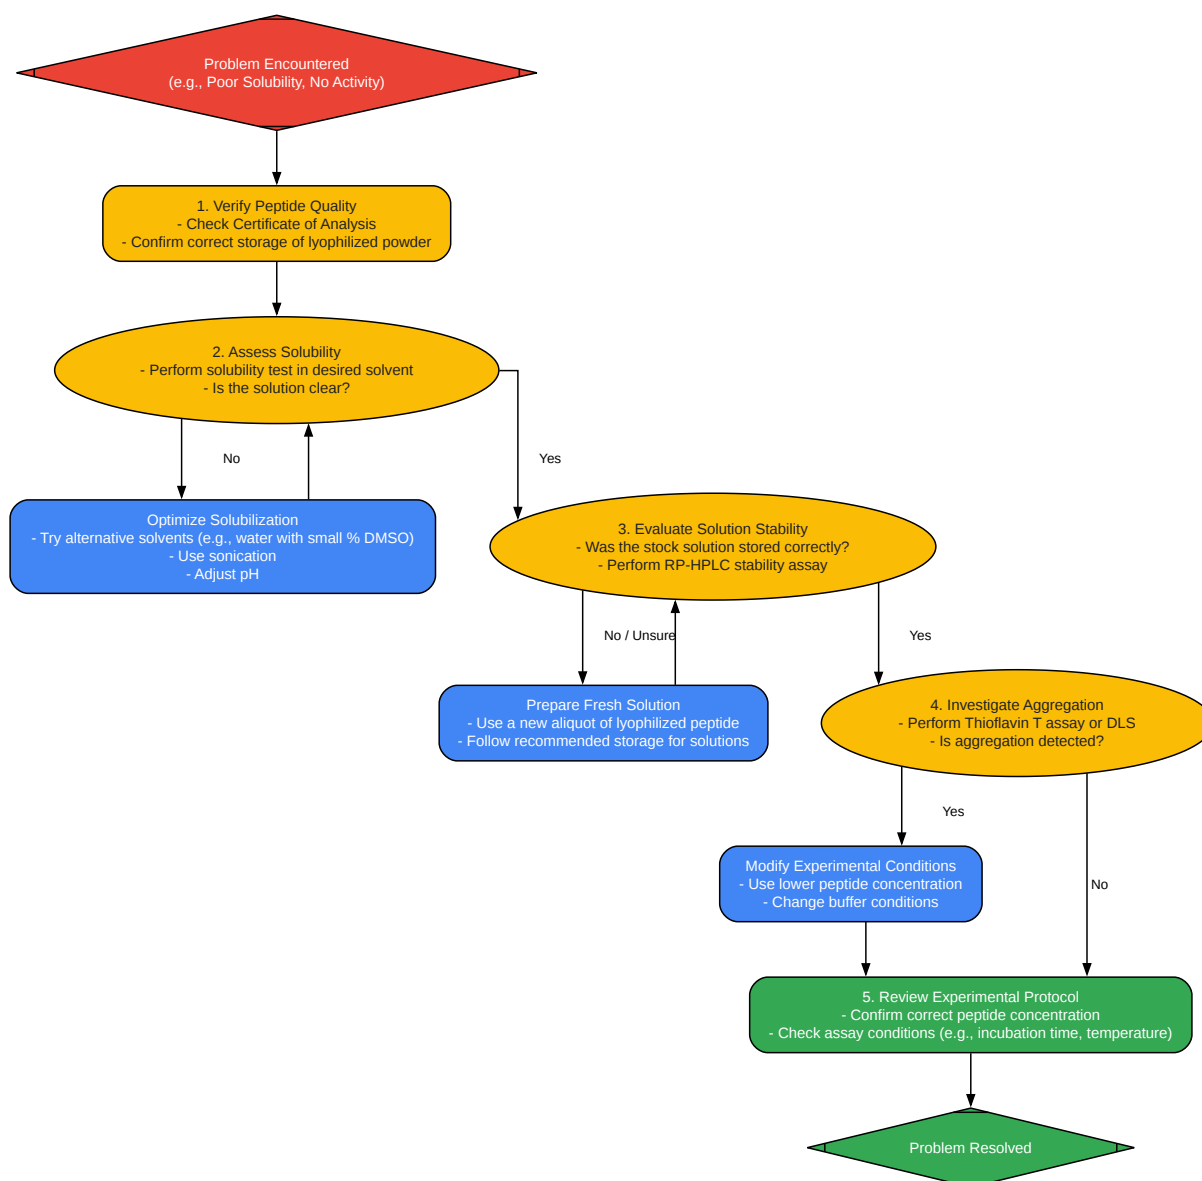 Problem Encountered
(e.g., Poor Solubility, No Activity)
1. Verify Peptide Quality
- Check Certificate of Analysis
- Confirm correct storage of lyophilized powder
2. Assess Solubility
- Perform solubility test in desired solvent
- Is the solution clear?
No
Yes
Optimize Solubilization
- Try alternative solvents (e.g., water with small % DMSO)
- Use sonication
- Adjust pH
3. Evaluate Solution Stability
- Was the stock solution stored correctly?
- Perform RP-HPLC stability assay
No / Unsure
Yes
Prepare Fresh Solution
- Use a new aliquot of lyophilized peptide
- Follow recommended storage for solutions
4. Investigate Aggregation
- Perform Thioflavin T assay or DLS
- Is aggregation detected?
Yes
No
Modify Experimental Conditions
- Use lower peptide concentration
- Change buffer conditions
5. Review Experimental Protocol
- Confirm correct peptide concentration
- Check assay conditions (e.g., incubation time, temperature)
Problem Resolved